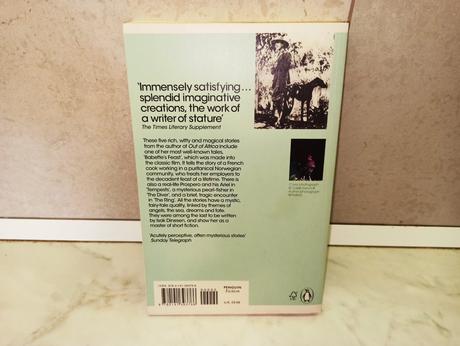 'Immensely satisfying…
splendid imaginative
creations, the work of
a writer of stature'
The Times Literary Supplement
'These five rich, witty and magical stories
from the author of Out of Africa include
one of her most well-known tales,
'Babette's Feast', which was made into
the classic film. It tells the story of a French
cook working in a puritanical Norwegian
community, who treats her employers to
the decadent feast of a lifetime. There is
also a real-life Prospero and his Ariel in
'Tempests', a mysterious pearl-fisher in
'The Diver', and a brief, tragic encounter
in 'The Ring'. All the stories have a mystic,
fairy-tale quality, linked by themes of
angels, the sea, dreams and fate.
They were among the last to be written
by Isak Dinesen, and show her as a
master of short fiction.
'Acutely perceptive, often mysterious stories'
Sunday Telegraph
PENGUIN
Fiction